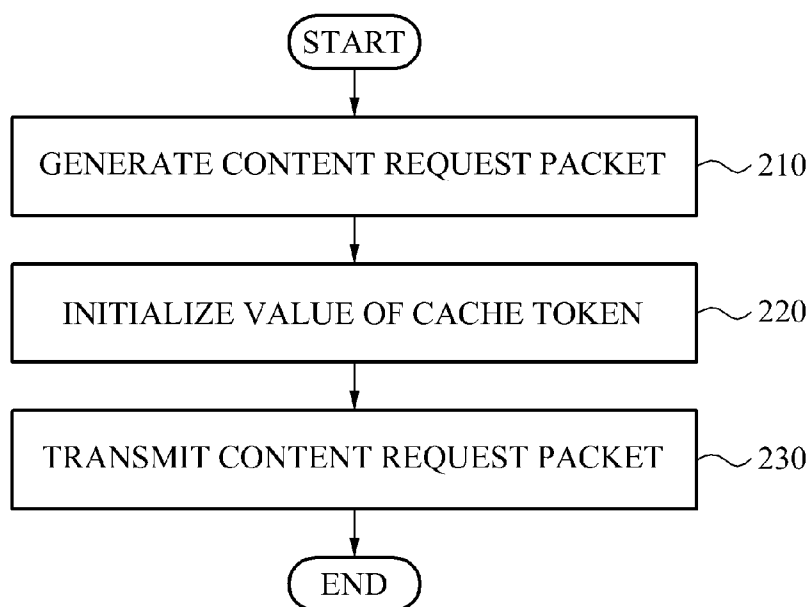 START
GENERATE CONTENT REQUEST PACKET
210
INITIALIZE VALUE OF CACHE TOKEN
220
TRANSMIT CONTENT REQUEST PACKET
230
END